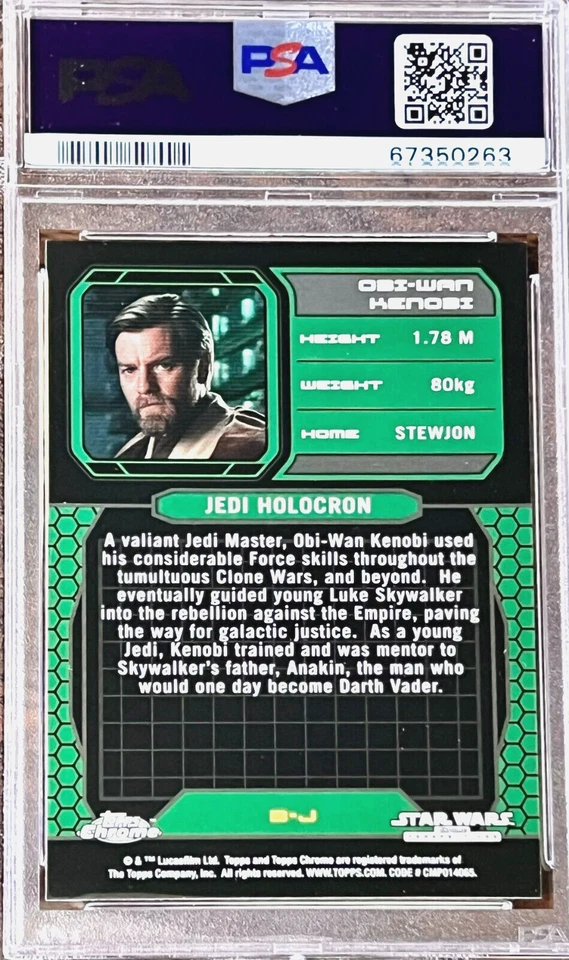 PSA
PSA
67350263
OBI-WAN
KENOBI
HEIGHT 1.78 M
WEIGHT 80kg
HOME STEWJON
JEDI HOLOCRON
A valiant Jedi Master, Obi-Wan Kenobi used
his considerable Force skills throughout the
tumultuous Clone Wars, and beyond. He
eventually guided young Luke Skywalker
into the rebellion against the Empire, paving
the way for galactic justice. As a young
Jedi, Kenobi trained and was mentor to
Skywalker's father, Anakin, the man who
would one day become Darth Vader.
8-J
Topps Chrome
STAR WARS
© & ™ Lucasfilm Ltd. Topps and Topps Chrome are registered trademarks of
The Topps Company, Inc. All rights reserved. WWW.TOPPS.COM. CODE # CMP014065.
PSA